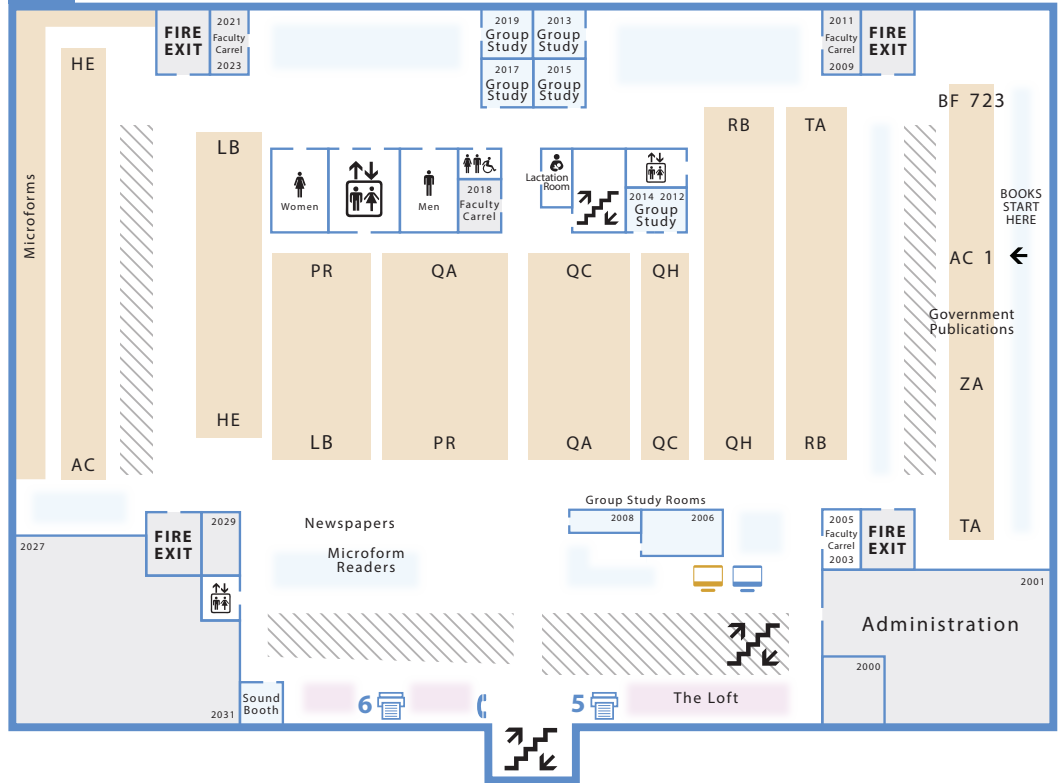 FIRE
EXIT
2021
Faculty
Carrel
2023
2019
Group
Study
2013
Group
Study
2017
Group
Study
2015
Group
Study
2011
Faculty
Carrel
2009
FIRE
EXIT
HE
Microforms
AC
LB
HE
Women
Men
2018
Faculty
Carrel
Lactation
Room
2014 2012
Group
Study
RB
QH
TA
RB
BF 723
BOOKS
START
HERE
AC 1
Government
Publications
ZA
TA
PR
LB
QA
PR
QC
QA
QH
QC
2027
FIRE
EXIT
2029
Newspapers
Microform
Readers
Group Study Rooms
2008
2006
2005
Faculty
Carrel
2003
FIRE
EXIT
2001
Administration
2000
2031
Sound
Booth
6
5
The Loft